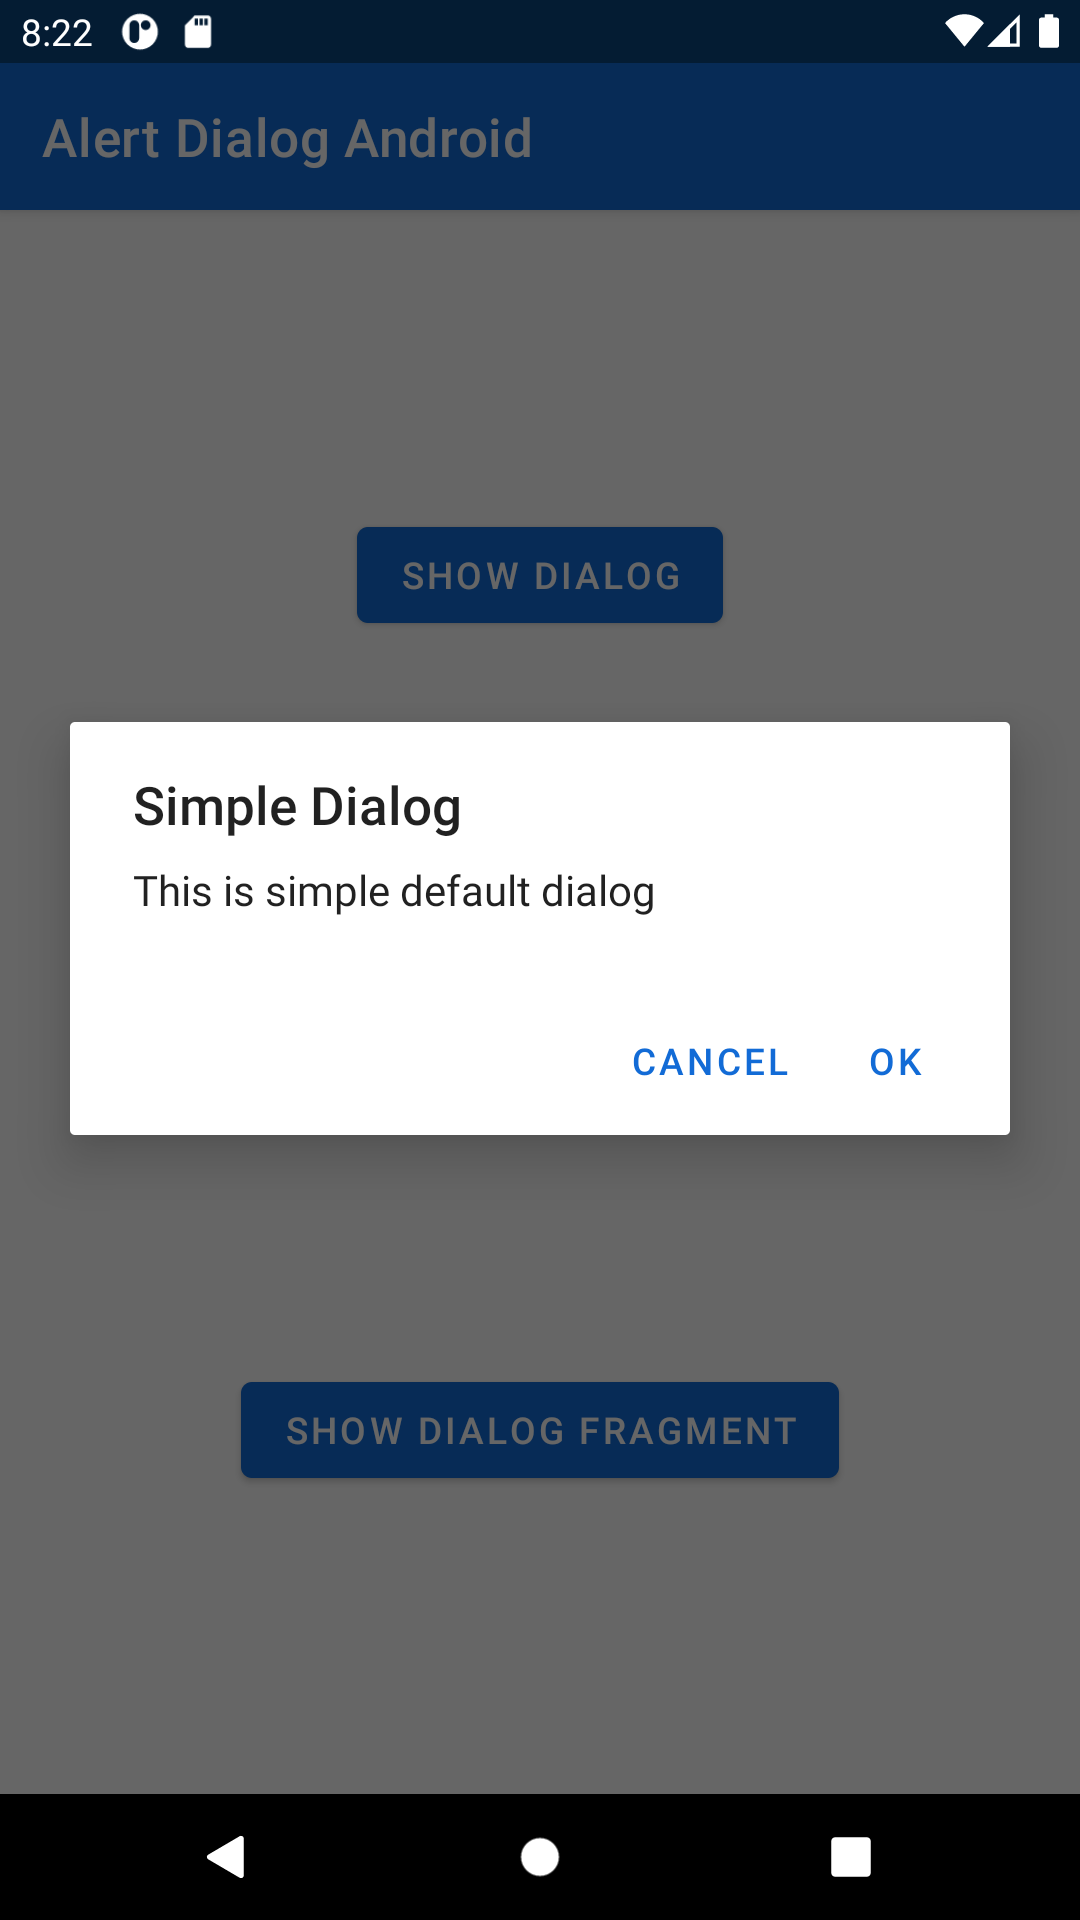 8:22
Alert Dialog Android
SHOW DIALOG
Simple Dialog
This is simple default dialog
CANCEL OK
SHOW DIALOG FRAGMENT